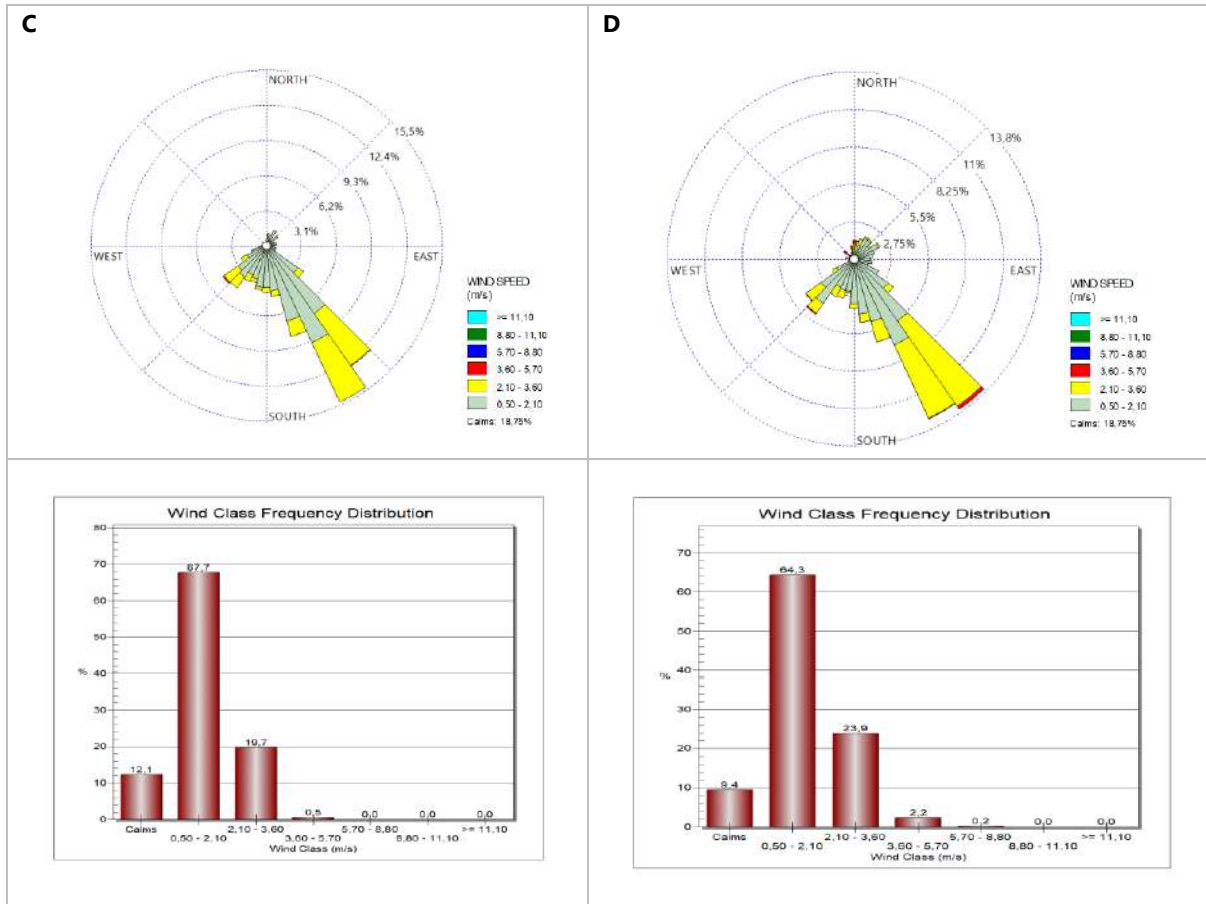 C
NORTH
15,5%
12,4%
9,3%
6,2%
3,1%
WEST
EAST
SOUTH
WIND SPEED
(m/s)
>= 11,10
8,80 - 11,10
5,70 - 8,80
3,60 - 5,70
2,10 - 3,60
0,50 - 2,10
Calms: 18,75%
D
NORTH
13,8%
11%
8,25%
5,5%
2,75%
WEST
EAST
SOUTH
WIND SPEED
(m/s)
>= 11,10
8,80 - 11,10
5,70 - 8,80
3,60 - 5,70
2,10 - 3,60
0,50 - 2,10
Calms: 18,75%
Wind Class Frequency Distribution
80
70
60
50
%
40
30
20
10
0
12,1
67,7
19,7
0,5
0,0
0,0
0,0
Calms
0,50 - 2,10
2,10 - 3,60
3,60 - 5,70
5,70 - 8,80
8,80 - 11,10
>= 11,10
Wind Class (m/s)
Wind Class Frequency Distribution
70
60
50
40
%
30
20
10
0
9,4
64,3
23,9
2,2
0,2
0,0
0,0
Calms
0,50 - 2,10
2,10 - 3,60
3,60 - 5,70
5,70 - 8,80
8,80 - 11,10
>= 11,10
Wind Class (m/s)